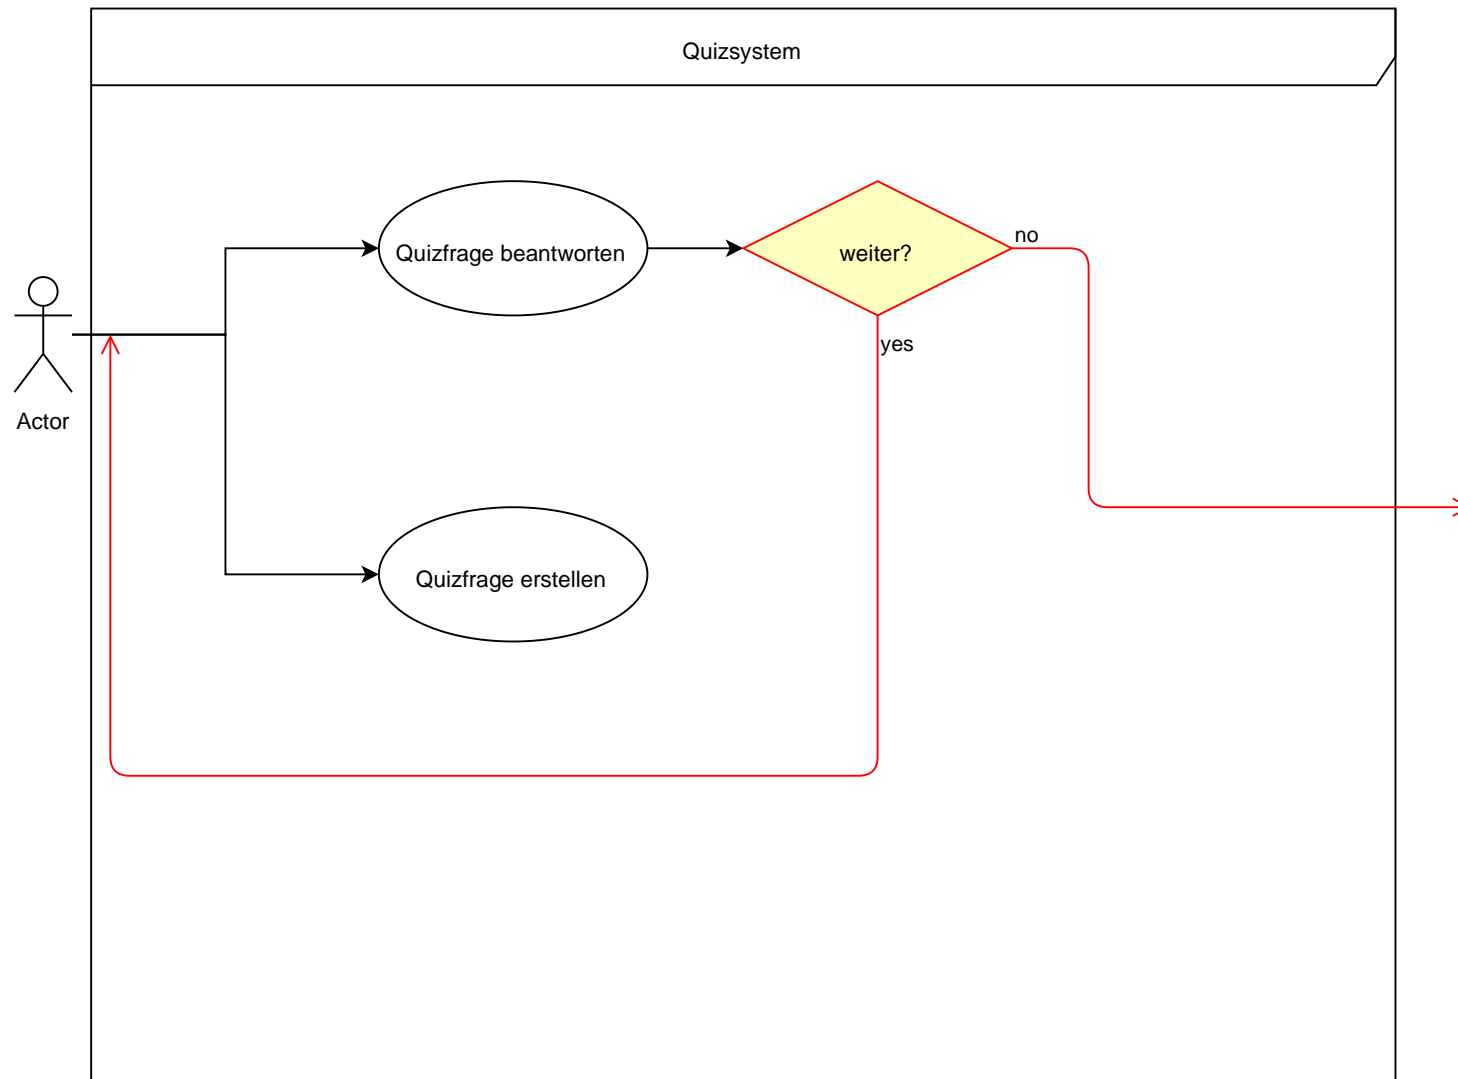 Quizsystem
Quizfrage beantworten
weiter?
no
yes
Actor
Quizfrage erstellen